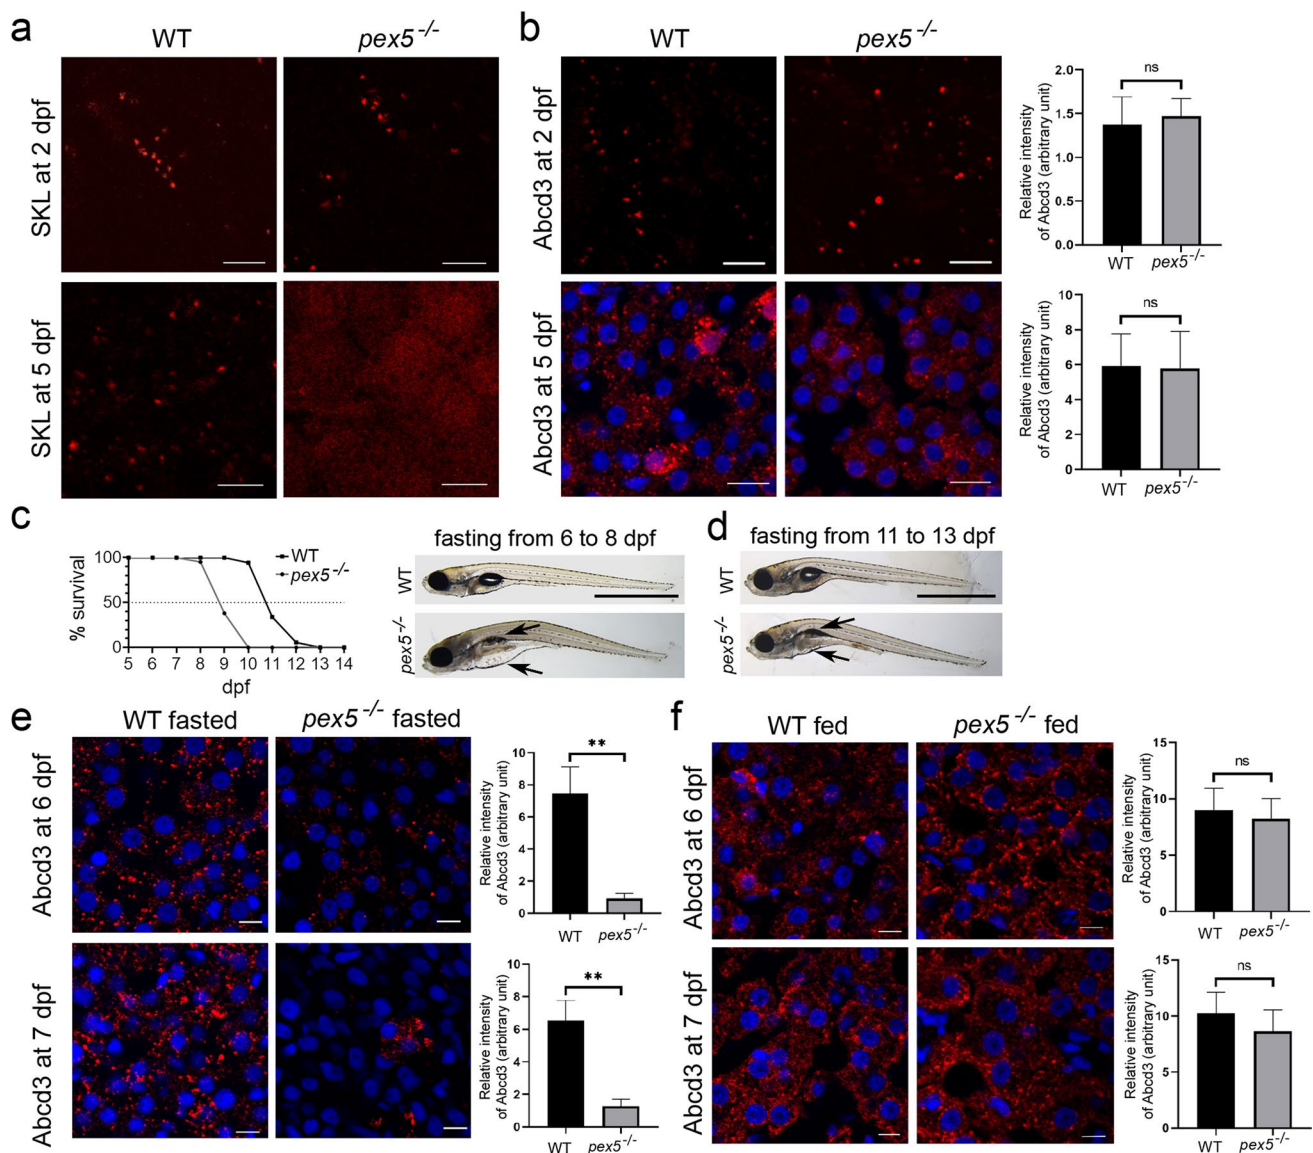 a
WT
pex5-/-
SKL at 2 dpf
SKL at 5 dpf
b
WT
pex5-/-
Abcd3 at 2 dpf
Abcd3 at 5 dpf
Relative intensity
of Abcd3 (arbitrary unit)
2.0
1.5
1.0
0.5
0.0
ns
WT
pex5-/-
Relative intensity
of Abcd3 (arbitrary unit)
10
8
6
4
2
0
ns
WT
pex5-/-
c
% survival
100
50
0
5 6 7 8 9 10 11 12 13 14
dpf
WT
pex5-/-
fasting from 6 to 8 dpf
WT
pex5-/-
d
fasting from 11 to 13 dpf
WT
pex5-/-
e
WT fasted
pex5-/- fasted
Abcd3 at 6 dpf
Abcd3 at 7 dpf
Relative intensity
of Abcd3 (arbitrary unit)
10
8
6
4
2
0
**
WT
pex5-/-
Relative intensity
of Abcd3 (arbitrary unit)
10
8
6
4
2
0
**
WT
pex5-/-
f
WT fed
pex5-/- fed
Abcd3 at 6 dpf
Abcd3 at 7 dpf
Relative intensity
of Abcd3 (arbitrary unit)
15
10
5
0
ns
WT
pex5-/-
Relative intensity
of Abcd3 (arbitrary unit)
15
10
5
0
ns
WT
pex5-/-